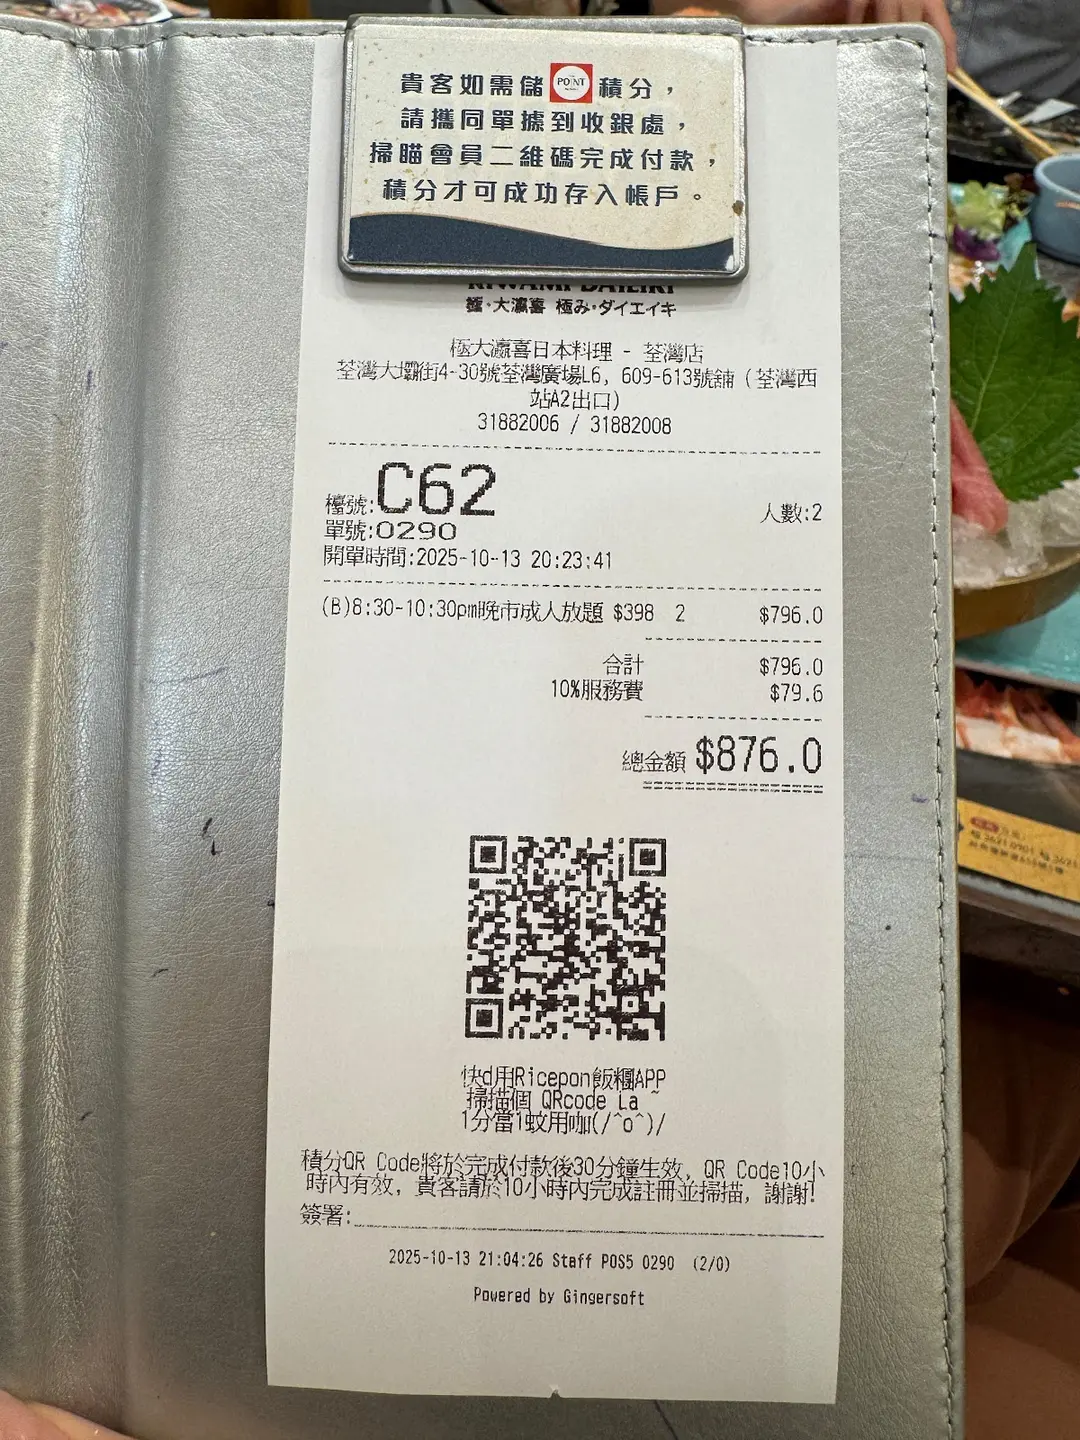 貴客如需儲 POINT 積分，
請攜同單據到收銀處，
掃瞄會員二維碼完成付款，
積分才可成功存入帳戶。
KIWAMI DAIEIKI
極·大瀛喜 極み·ダイエイキ
極大瀛喜日本料理 - 荃灣店
荃灣大壩街4-30號荃灣廣場L6, 609-613號舖（荃灣西
站A2出口）
31882006 / 31882008
檯號:C62 人數:2
單號:0290
開單時間:2025-10-13 20:23:41
(B)8:30-10:30pm晚市成人放題 $398 2 $796.0
合計 $796.0
10%服務費 $79.6
總金額 $876.0
快d用Ricepon飯糰APP
掃描個 QRcode La ~
1分當1蚊用咖(/^o^)/
積分QR Code將於完成付款後30分鐘生效, QR Code10小
時內有效, 貴客請於10小時內完成註冊並掃描, 謝謝!
簽署:
2025-10-13 21:04:26 Staff POS5 0290 (2/0)
Powered by Gingersoft